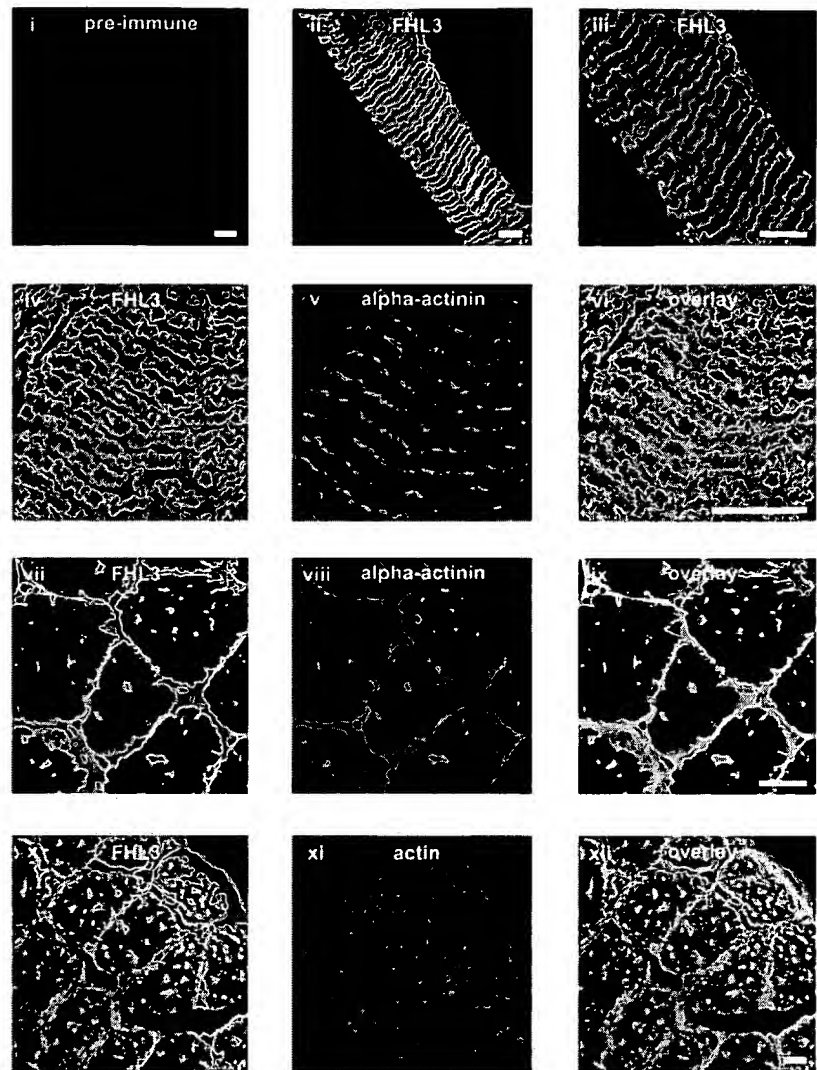 i pre-immune
ii FHL3
iii FHL3
iv FHL3
v alpha-actinin
vi overlay
vii FHL3
viii alpha-actinin
ix overlay
x FHL3
xi actin
xii overlay